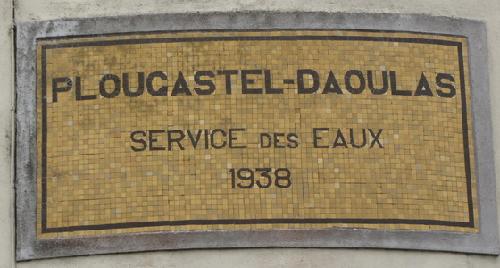 PLOUGASTEL-DAOULAS
SERVICE DES EAUX
1938